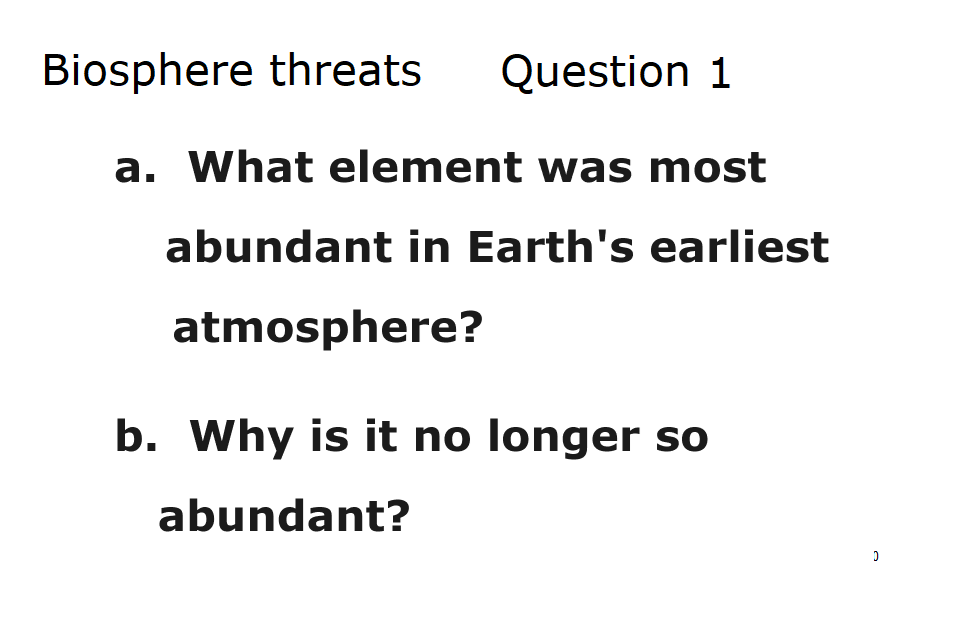 Biosphere threats Question 1
a. What element was most
abundant in Earth's earliest
atmosphere?
b. Why is it no longer so
abundant?